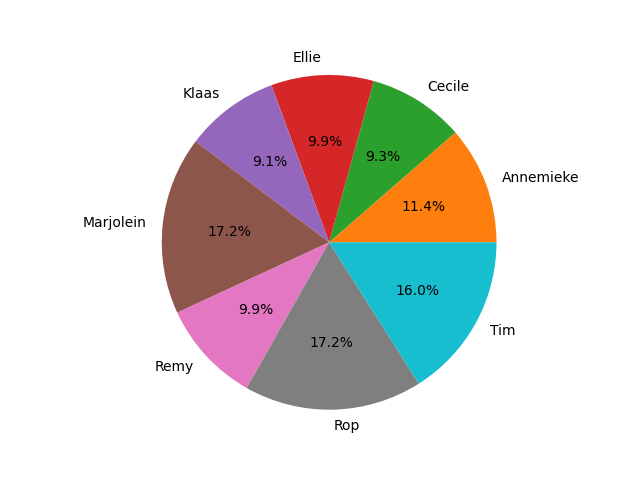 Ellie
Cecile
Klaas
9.9%
9.3%
9.1%
Annemieke
11.4%
Marjolein
17.2%
16.0%
9.9%
Tim
17.2%
Remy
Rop